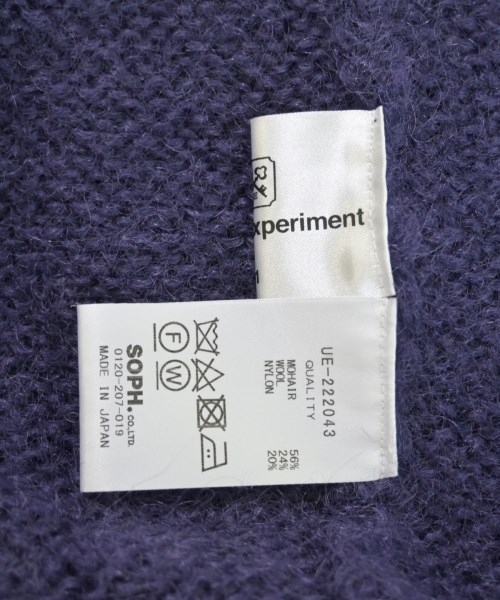 xperiment
UE-222043
QUALITY
MOHAIR 56%
WOOL 24%
NYLON 20%
F W
SOPH.CO.,LTD.
0120-207-019
MADE IN JAPAN